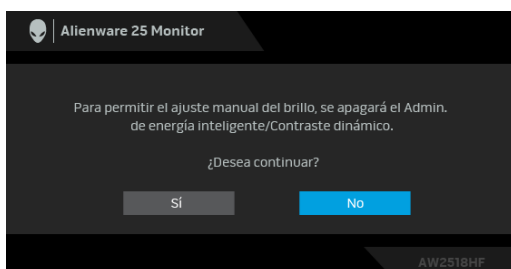 Alienware 25 Monitor
Para permitir el ajuste manual del brillo, se apagará el Admin.
de energía inteligente/Contraste dinámico.
¿Desea continuar?
Sí
No
AW2518HF